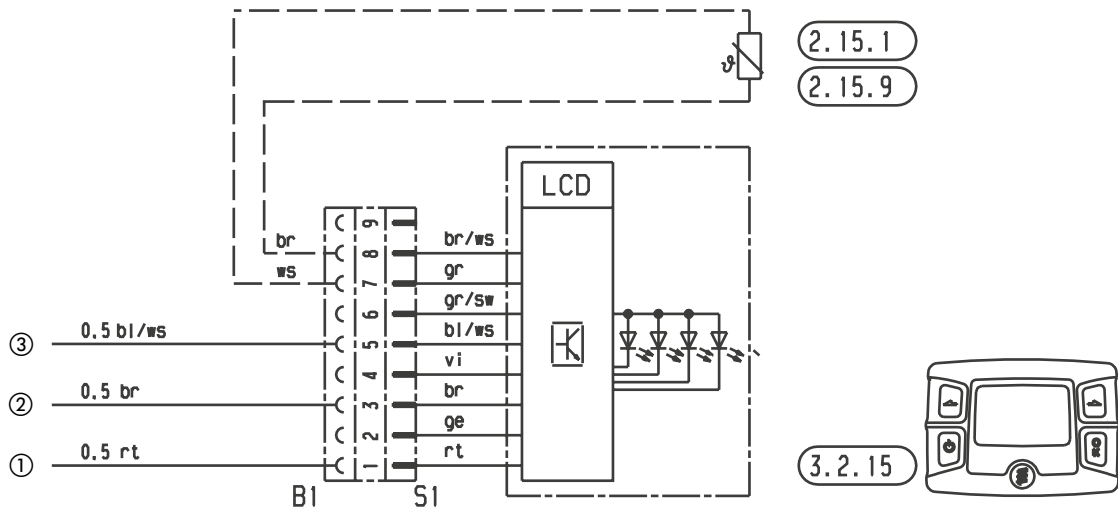 2.15.1
2.15.9
LCD
9
br 8 br/ws
ws 7 gr
6 gr/sw
③ 0,5 bl/ws 5 bl/ws
4 vi
② 0,5 br 3 br
2 ge
① 0,5 rt 1 rt
B1 S1
3.2.15